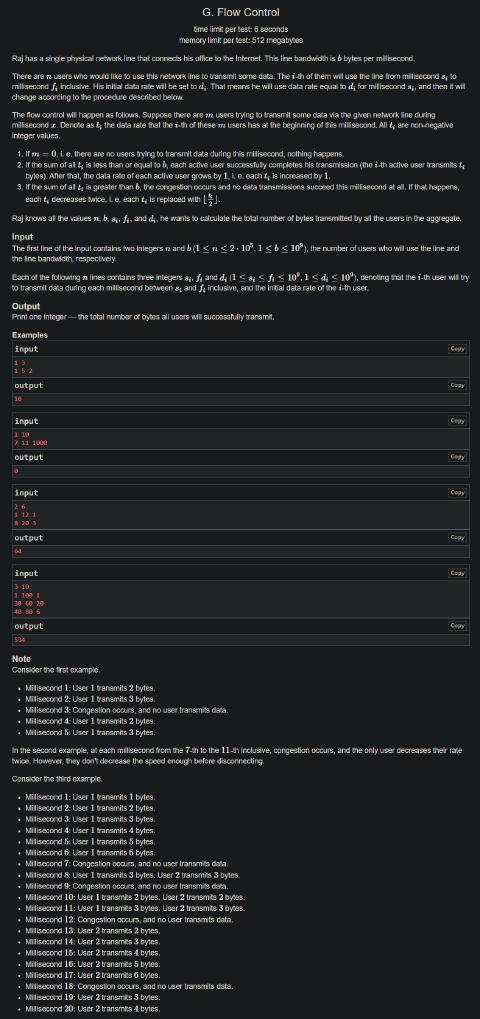 G. Flow Control
time limit per test: 6 seconds
memory limit per test: 512 megabytes
Raj has a single physical network line that connects his office to the Internet. This line bandwidth is b bytes per millisecond.
There are n users who would like to use this network line to transmit some data. The i-th of them will use the line from millisecond s_i to
millisecond f_i inclusive. His initial data rate will be set to d_i. That means he will use data rate equal to d_i for millisecond s_i, and then it will
change according to the procedure described below.
The flow control will happen as follows. Suppose there are m users trying to transmit some data via the given network line during
millisecond x. Denote as t_i the data rate that the i-th of these m users has at the beginning of this millisecond. All t_i are non-negative
integer values.
1. If m = 0, i. e. there are no users trying to transmit data during this millisecond, nothing happens.
2. If the sum of all t_i is less than or equal to b, each active user successfully completes his transmission (the i-th active user transmits t_i
bytes). After that, the data rate of each active user grows by 1, i. e. each t_i is increased by 1.
3. If the sum of all t_i is greater than b, the congestion occurs and no data transmissions succeed this millisecond at all. If that happens,
each t_i decreases twice, i. e. each t_i is replaced with ⌊t_i/2⌋.
Raj knows all the values n, b, s_i, f_i, and d_i, he wants to calculate the total number of bytes transmitted by all the users in the aggregate.
Input
The first line of the input contains two integers n and b (1 ≤ n ≤ 2 · 10^5, 1 ≤ b ≤ 10^9), the number of users who will use the line and
the line bandwidth, respectively.
Each of the following n lines contains three integers s_i, f_i and d_i (1 ≤ s_i ≤ f_i ≤ 10^9, 1 ≤ d_i ≤ 10^9), denoting that the i-th user will try
to transmit data during each millisecond between s_i and f_i inclusive, and the initial data rate of the i-th user.
Output
Print one integer — the total number of bytes all users will successfully transmit.
Examples
input Copy
1 3
1 5 2
output Copy
10
input Copy
1 10
7 11 1000
output Copy
0
input Copy
2 6
1 12 1
8 20 3
output Copy
64
input Copy
3 10
1 100 1
30 60 20
40 80 6
output Copy
534
Note
Consider the first example.
• Millisecond 1: User 1 transmits 2 bytes.
• Millisecond 2: User 1 transmits 3 bytes.
• Millisecond 3: Congestion occurs, and no user transmits data.
• Millisecond 4: User 1 transmits 2 bytes.
• Millisecond 5: User 1 transmits 3 bytes.
In the second example, at each millisecond from the 7-th to the 11-th inclusive, congestion occurs, and the only user decreases their rate
twice. However, they don't decrease the speed enough before disconnecting.
Consider the third example.
• Millisecond 1: User 1 transmits 1 bytes.
• Millisecond 2: User 1 transmits 2 bytes.
• Millisecond 3: User 1 transmits 3 bytes.
• Millisecond 4: User 1 transmits 4 bytes.
• Millisecond 5: User 1 transmits 5 bytes.
• Millisecond 6: User 1 transmits 6 bytes.
• Millisecond 7: Congestion occurs, and no user transmits data.
• Millisecond 8: User 1 transmits 3 bytes. User 2 transmits 3 bytes.
• Millisecond 9: Congestion occurs, and no user transmits data.
• Millisecond 10: User 1 transmits 2 bytes. User 2 transmits 2 bytes.
• Millisecond 11: User 1 transmits 3 bytes. User 2 transmits 3 bytes.
• Millisecond 12: Congestion occurs, and no user transmits data.
• Millisecond 13: User 2 transmits 2 bytes.
• Millisecond 14: User 2 transmits 3 bytes.
• Millisecond 15: User 2 transmits 4 bytes.
• Millisecond 16: User 2 transmits 5 bytes.
• Millisecond 17: User 2 transmits 6 bytes.
• Millisecond 18: Congestion occurs, and no user transmits data.
• Millisecond 19: User 2 transmits 3 bytes.
• Millisecond 20: User 2 transmits 4 bytes.